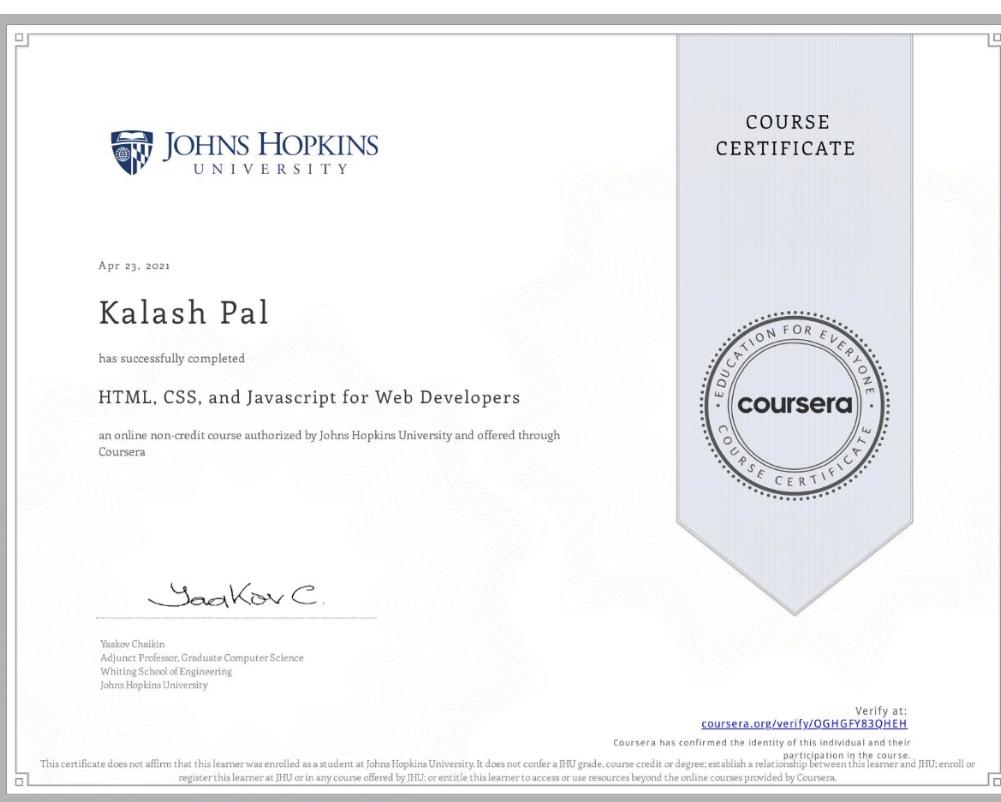 JOHNS HOPKINS
UNIVERSITY
COURSE
CERTIFICATE
Apr 23, 2021
Kalash Pal
has successfully completed
HTML, CSS, and Javascript for Web Developers
an online non-credit course authorized by Johns Hopkins University and offered through
Coursera
EDUCATION FOR EVERYONE
coursera
COURSE CERTIFICATE
Yaakov C.
Yaakov Chaikin
Adjunct Professor, Graduate Computer Science
Whiting School of Engineering
Johns Hopkins University
Verify at:
coursera.org/verify/QGHGFY83QHEH
Coursera has confirmed the identity of this individual and their
participation in the course.
This certificate does not affirm that this learner was enrolled as a student at Johns Hopkins University. It does not confer a JHU grade, course credit or degree; establish a relationship between this learner and JHU; enroll or
register this learner at JHU or in any course offered by JHU; or entitle this learner to access or use resources beyond the online courses provided by Coursera.